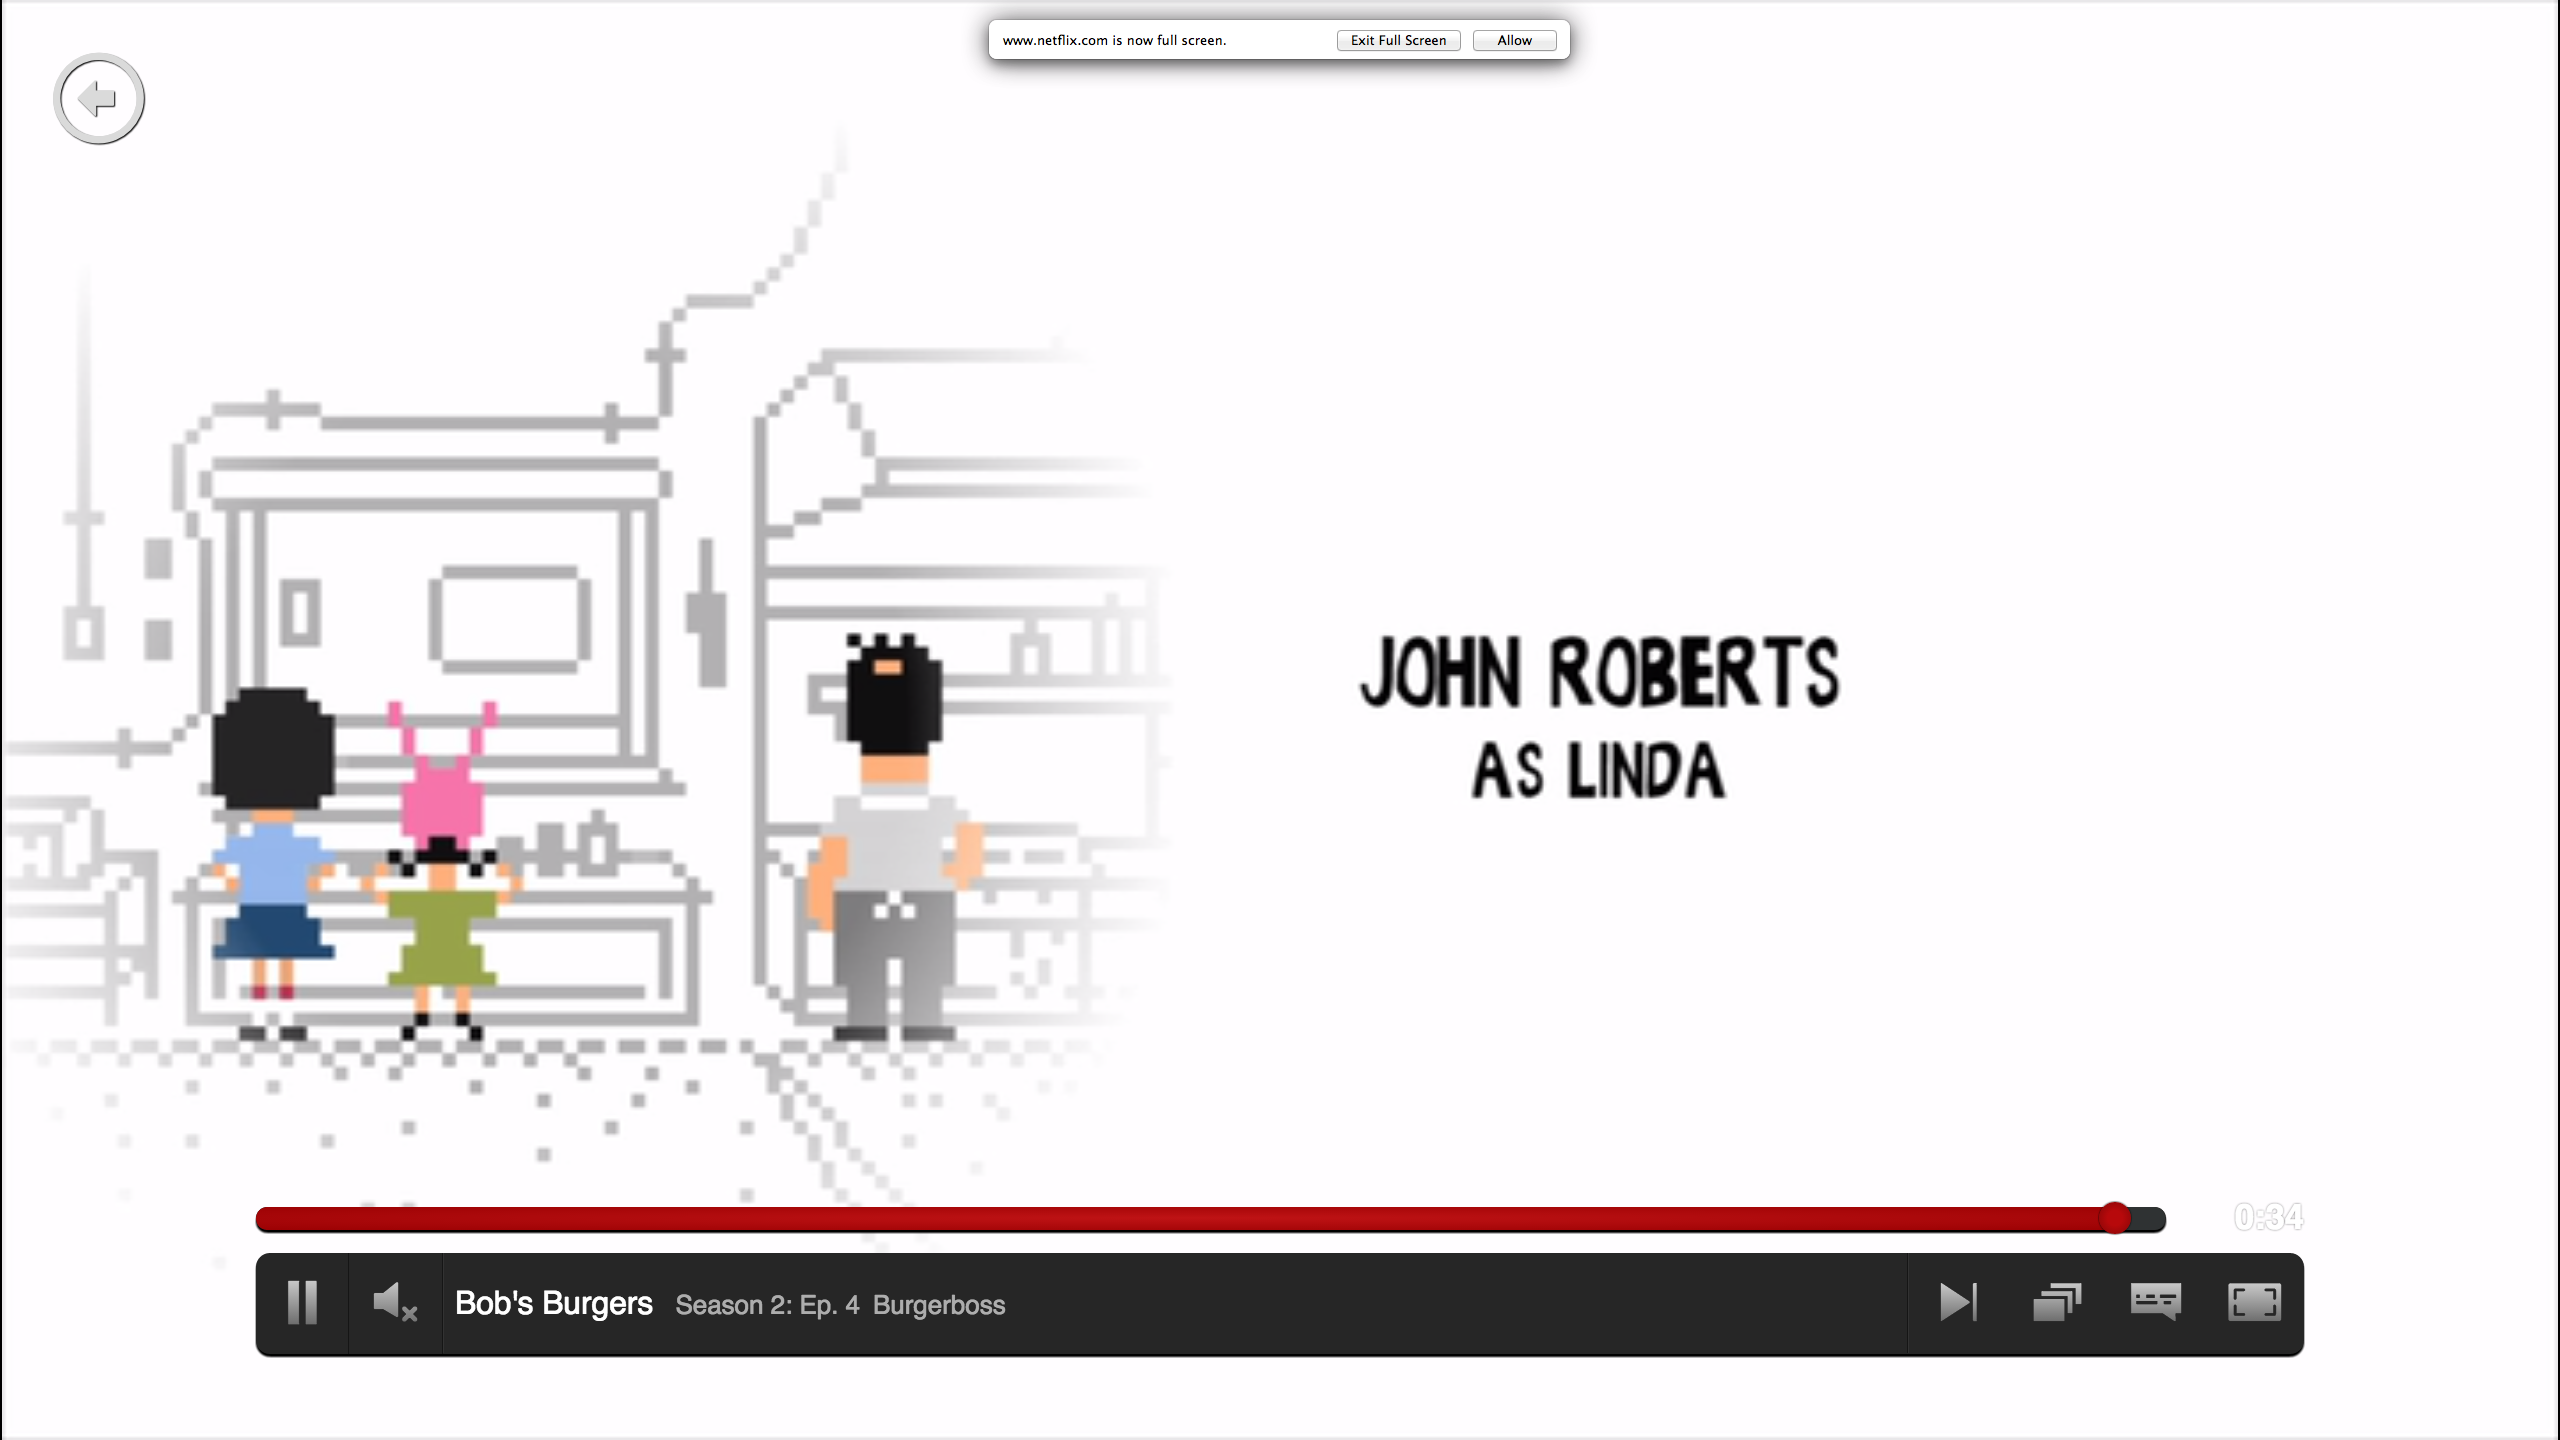 www.netflix.com is now full screen.
Exit Full Screen
Allow
JOHN ROBERTS
AS LINDA
0:34
Bob's Burgers Season 2: Ep. 4 Burgerboss